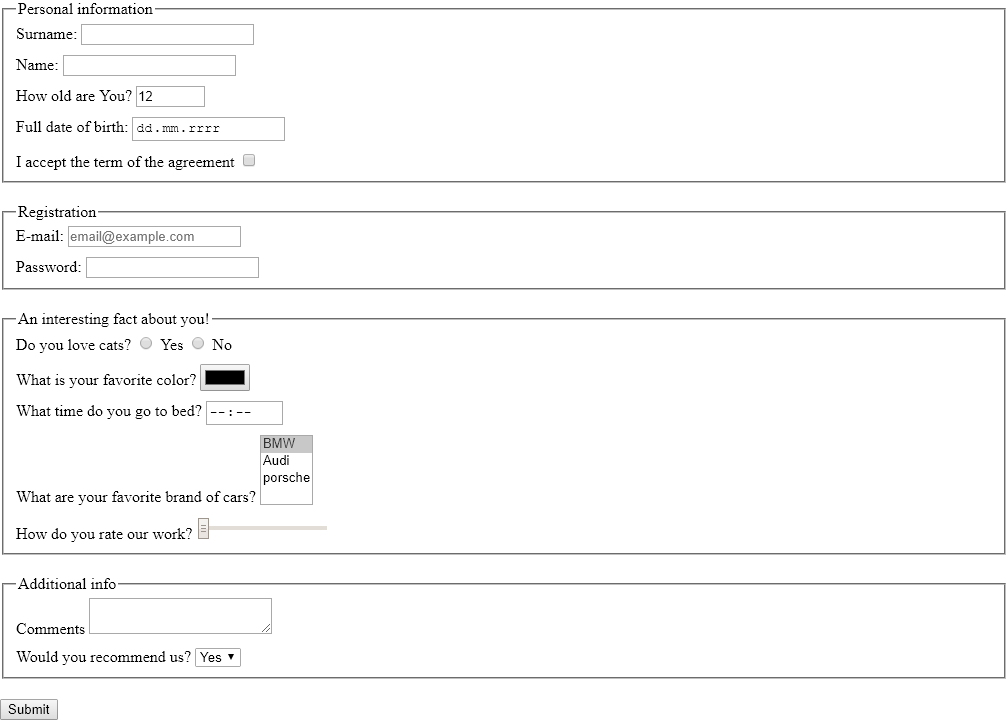 Personal information
Surname:
Name:
How old are You? 12
Full date of birth: dd.mm.rrrr
I accept the term of the agreement
Registration
E-mail: email@example.com
Password:
An interesting fact about you!
Do you love cats? Yes No
What is your favorite color?
What time do you go to bed? --:--
BMW
Audi
porsche
What are your favorite brand of cars?
How do you rate our work?
Additional info
Comments
Would you recommend us? Yes
Submit